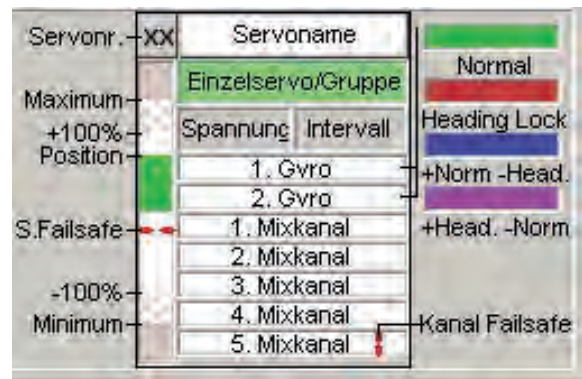 Servonr.
XX
Servoname
Einzelservo/Gruppe
Spannung Intervall
1. Gyro
2. Gyro
1. Mixkanal
2. Mixkanal
3. Mixkanal
4. Mixkanal
5. Mixkanal
Maximum
+100%
Position
S.Failsafe
-100%
Minimum
Normal
Heading Lock
+Norm -Head.
+Head. -Norm
Kanal Failsafe